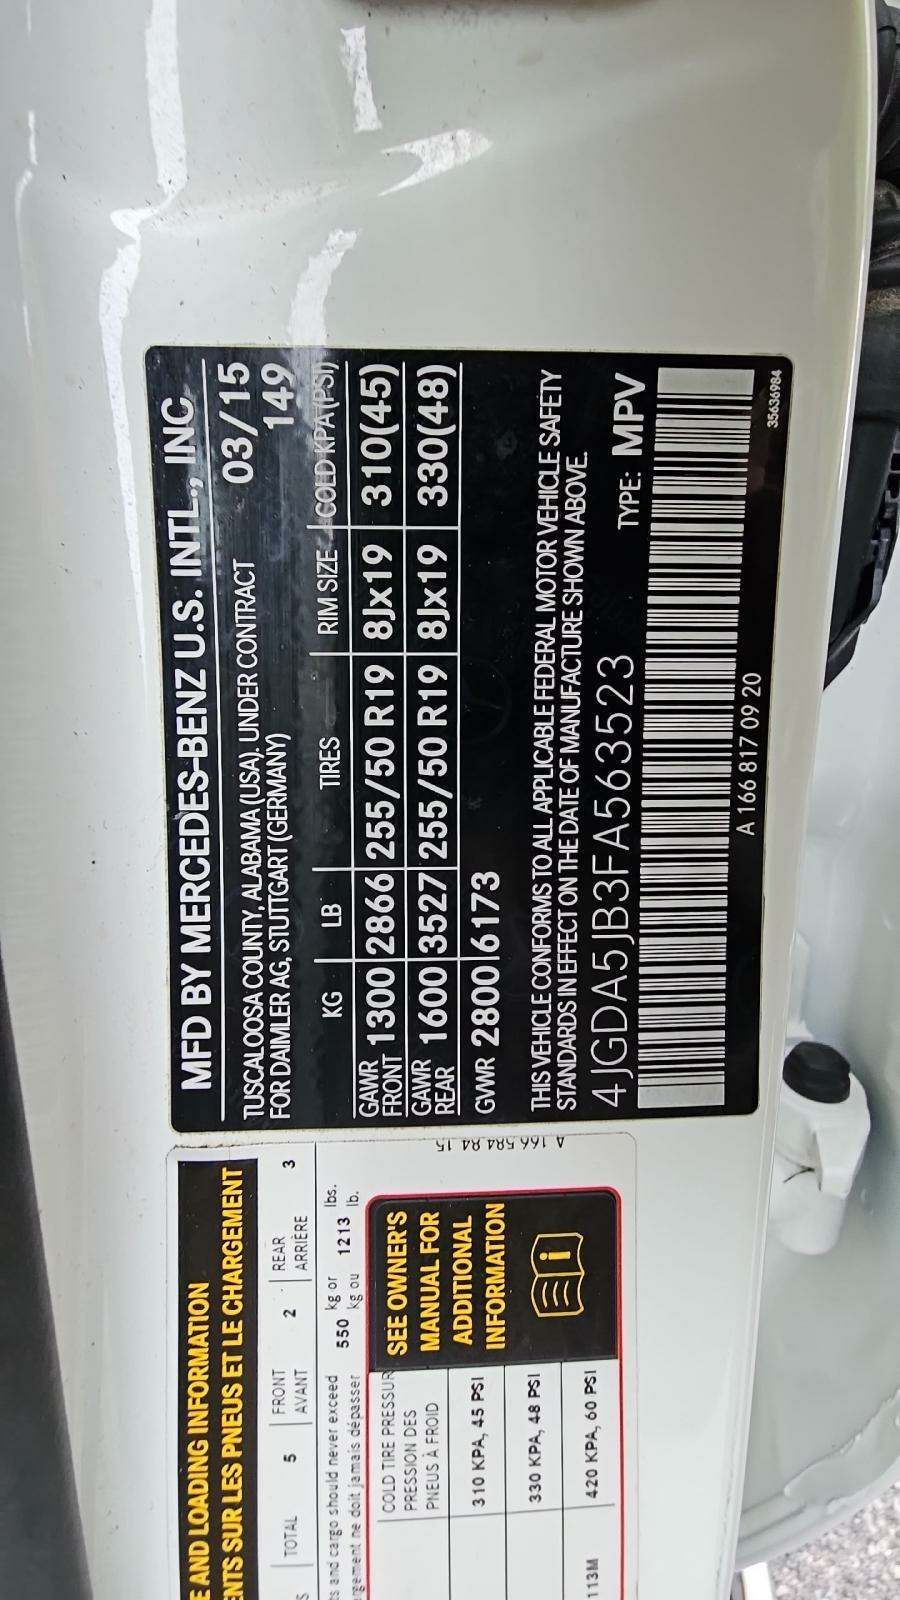 MFD BY MERCEDES-BENZ U.S. INTL., INC
TUSCALOOSA COUNTY, ALABAMA (USA). UNDER CONTRACT 03/15
FOR DAIMLER AG, STUTTGART (GERMANY) 149
KG LB TIRES RIM SIZE COLD KPA(PSI)
GAWR FRONT 1300 2866 255/50 R19 8Jx19 310(45)
GAWR REAR 1600 3527 255/50 R19 8Jx19 330(48)
GVWR 2800 6173
THIS VEHICLE CONFORMS TO ALL APPLICABLE FEDERAL MOTOR VEHICLE SAFETY
STANDARDS IN EFFECT ON THE DATE OF MANUFACTURE SHOWN ABOVE.
4JGDA5JB3FA563523 TYPE: MPV
A 166 817 09 20 35636984
A 166 584 84 15
E AND LOADING INFORMATION
ENTS SUR LES PNEUS ET LE CHARGEMENT
TOTAL 5 FRONT 2 REAR 3
S AVANT ARRIÈRE
ts and cargo should never exceed 550 kg or 1213 lbs.
rgement ne doit jamais dépasser kg ou lb.
COLD TIRE PRESSUR
PRESSION DES
PNEUS À FROID
SEE OWNER'S
MANUAL FOR
ADDITIONAL
INFORMATION
310 KPA, 45 PSI
330 KPA, 48 PSI
113M 420 KPA, 60 PSI